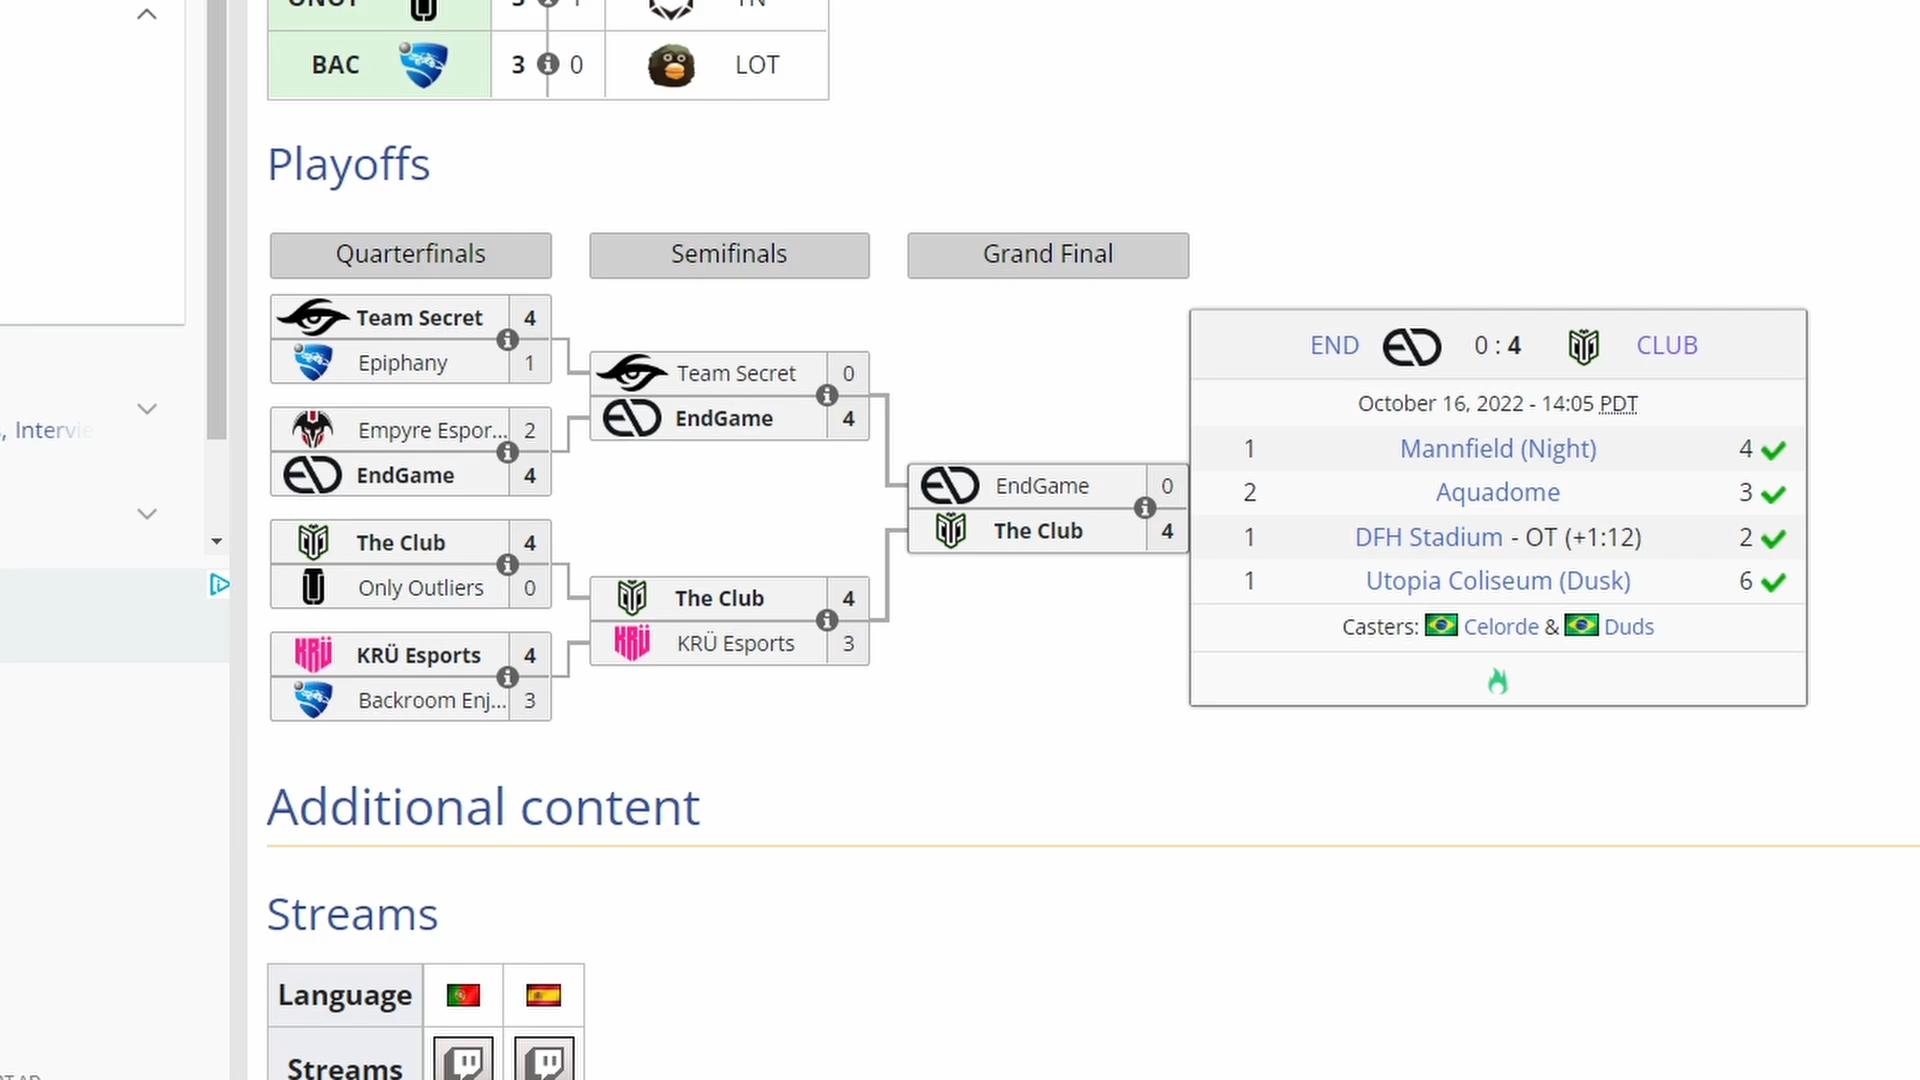 3 1
BAC 3 0 LOT
Playoffs
Quarterfinals Semifinals Grand Final
Team Secret 4
Epiphany 1
Empyre Espor... 2
EndGame 4
The Club 4
Only Outliers 0
KRÜ Esports 4
Backroom Enj... 3
Team Secret 0
EndGame 4
The Club 4
KRÜ Esports 3
EndGame 0
The Club 4
END 0 : 4 CLUB
October 16, 2022 - 14:05 PDT
1 Mannfield (Night) 4
2 Aquadome 3
1 DFH Stadium - OT (+1:12) 2
1 Utopia Coliseum (Dusk) 6
Casters: Celorde & Duds
, Intervie
Additional content
Streams
Language
Streams